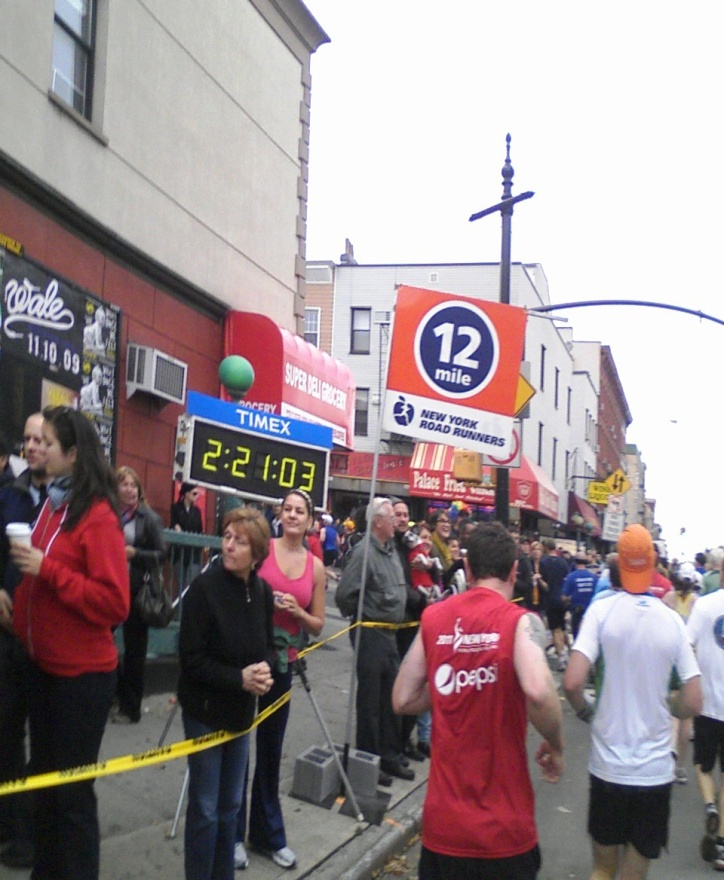 wale
11.10.09
SUPER DELI GROCERY
TIMEX
2:21:03
12
mile
NEW YORK
ROAD RUNNERS
Palace Fried
pepsi